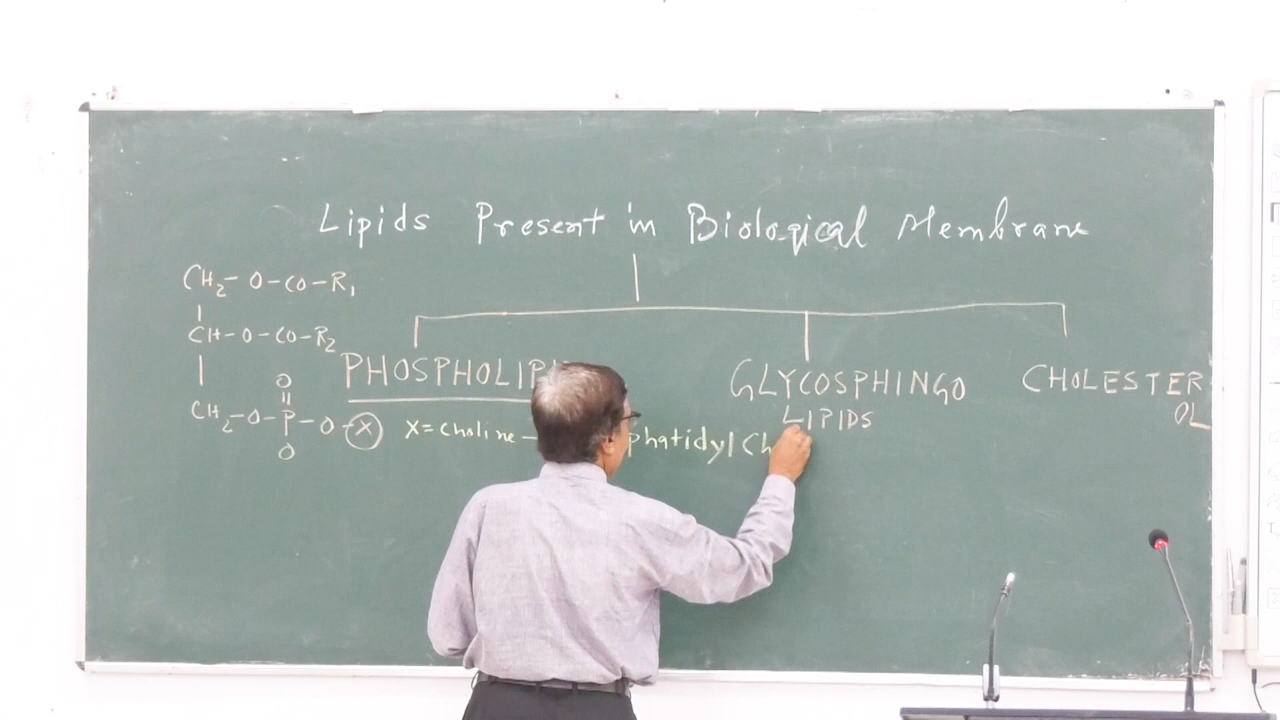 Lipids Present in Biological Membrane
CH₂-O-CO-R₁
CH-O-CO-R₂
O
CH₂-O-P-O-X
O
PHOSPHOLIP
X=Choline - phatidyl Ch
GLYCOSPHINGO
LIPIDS
CHOLESTER
OL